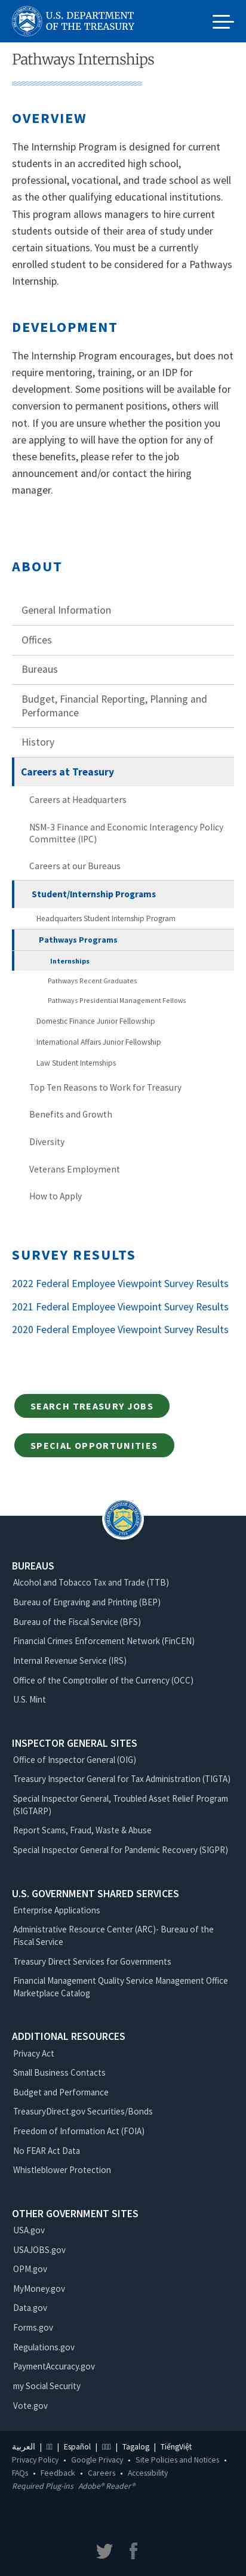 U.S. DEPARTMENT
OF THE TREASURY
Pathways Internships
OVERVIEW
The Internship Program is designed for current
students in an accredited high school,
professional, vocational, and trade school as well
as the other qualifying educational institutions.
This program allows managers to hire current
students outside of their area of study under
certain situations. You must be a currently
enrolled student to be considered for a Pathways
Internship.
DEVELOPMENT
The Internship Program encourages, but does not
require mentoring, training, or an IDP for
development. Some positions will be available for
conversion to permanent positions, others will
not. If you are unsure whether the position you
are applying to will have the option for any of
these benefits, please refer to the job
announcement and/or contact the hiring
manager.
ABOUT
General Information
Offices
Bureaus
Budget, Financial Reporting, Planning and
Performance
History
Careers at Treasury
Careers at Headquarters
NSM-3 Finance and Economic Interagency Policy
Committee (IPC)
Careers at our Bureaus
Student/Internship Programs
Headquarters Student Internship Program
Pathways Programs
Internships
Pathways Recent Graduates
Pathways Presidential Management Fellows
Domestic Finance Junior Fellowship
International Affairs Junior Fellowship
Law Student Internships
Top Ten Reasons to Work for Treasury
Benefits and Growth
Diversity
Veterans Employment
How to Apply
SURVEY RESULTS
2022 Federal Employee Viewpoint Survey Results
2021 Federal Employee Viewpoint Survey Results
2020 Federal Employee Viewpoint Survey Results
SEARCH TREASURY JOBS
SPECIAL OPPORTUNITIES
BUREAUS
Alcohol and Tobacco Tax and Trade (TTB)
Bureau of Engraving and Printing (BEP)
Bureau of the Fiscal Service (BFS)
Financial Crimes Enforcement Network (FinCEN)
Internal Revenue Service (IRS)
Office of the Comptroller of the Currency (OCC)
U.S. Mint
INSPECTOR GENERAL SITES
Office of Inspector General (OIG)
Treasury Inspector General for Tax Administration (TIGTA)
Special Inspector General, Troubled Asset Relief Program
(SIGTARP)
Report Scams, Fraud, Waste & Abuse
Special Inspector General for Pandemic Recovery (SIGPR)
U.S. GOVERNMENT SHARED SERVICES
Enterprise Applications
Administrative Resource Center (ARC)- Bureau of the
Fiscal Service
Treasury Direct Services for Governments
Financial Management Quality Service Management Office
Marketplace Catalog
ADDITIONAL RESOURCES
Privacy Act
Small Business Contacts
Budget and Performance
TreasuryDirect.gov Securities/Bonds
Freedom of Information Act (FOIA)
No FEAR Act Data
Whistleblower Protection
OTHER GOVERNMENT SITES
USA.gov
USAJOBS.gov
OPM.gov
MyMoney.gov
Data.gov
Forms.gov
Regulations.gov
PaymentAccuracy.gov
my Social Security
Vote.gov
العربية | | Español | | Tagalog | TiếngViệt
Privacy Policy • Google Privacy • Site Policies and Notices •
FAQs • Feedback • Careers • Accessibility
Required Plug-ins Adobe® Reader®